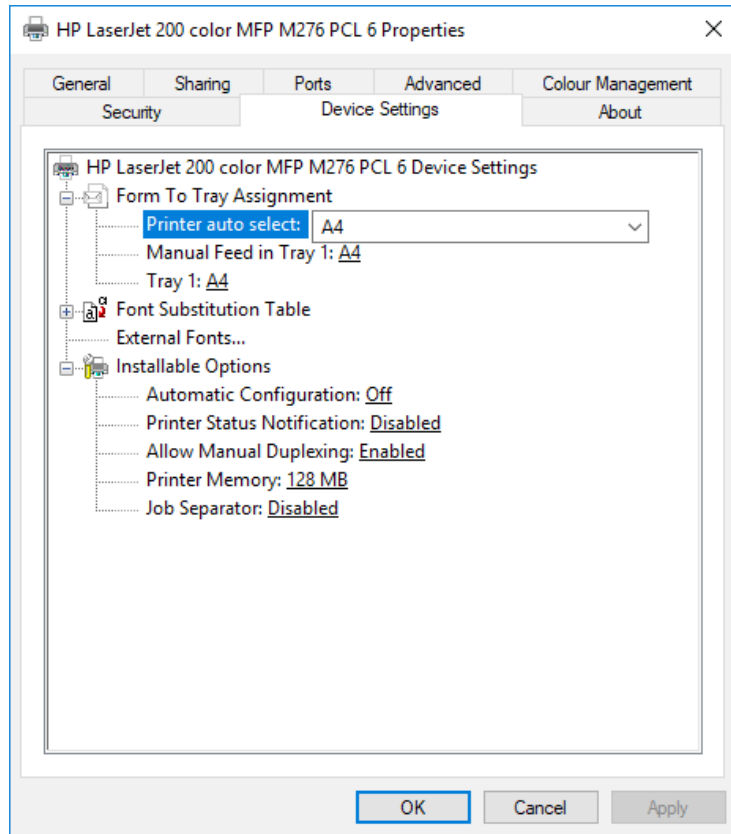 HP LaserJet 200 color MFP M276 PCL 6 Properties
General Sharing Ports Advanced Colour Management
Security Device Settings About
HP LaserJet 200 color MFP M276 PCL 6 Device Settings
Form To Tray Assignment
Printer auto select: A4
Manual Feed in Tray 1: A4
Tray 1: A4
Font Substitution Table
External Fonts...
Installable Options
Automatic Configuration: Off
Printer Status Notification: Disabled
Allow Manual Duplexing: Enabled
Printer Memory: 128 MB
Job Separator: Disabled
OK Cancel Apply